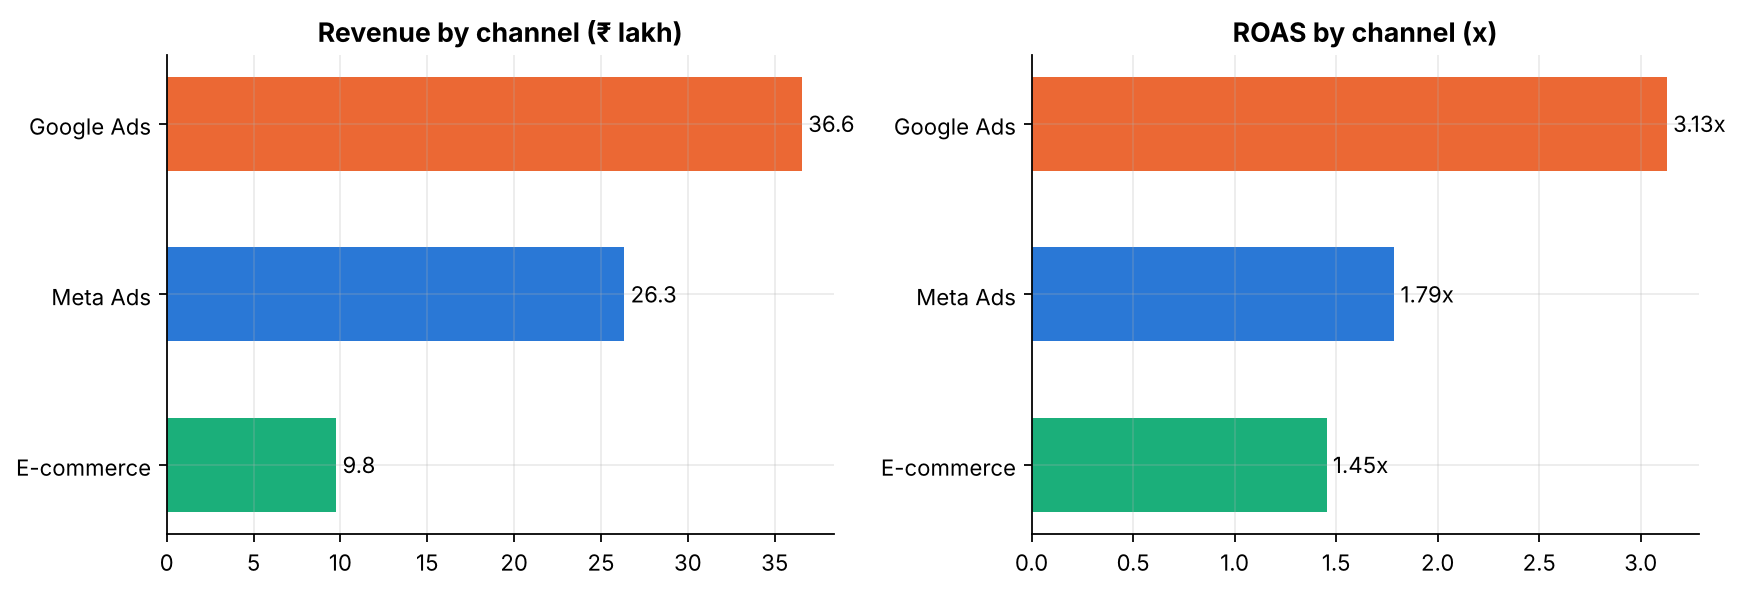 Revenue by channel (₹ lakh)
Google Ads
36.6
Meta Ads
26.3
E-commerce
9.8
0 5 10 15 20 25 30 35
ROAS by channel (x)
Google Ads
3.13x
Meta Ads
1.79x
E-commerce
1.45x
0.0 0.5 1.0 1.5 2.0 2.5 3.0